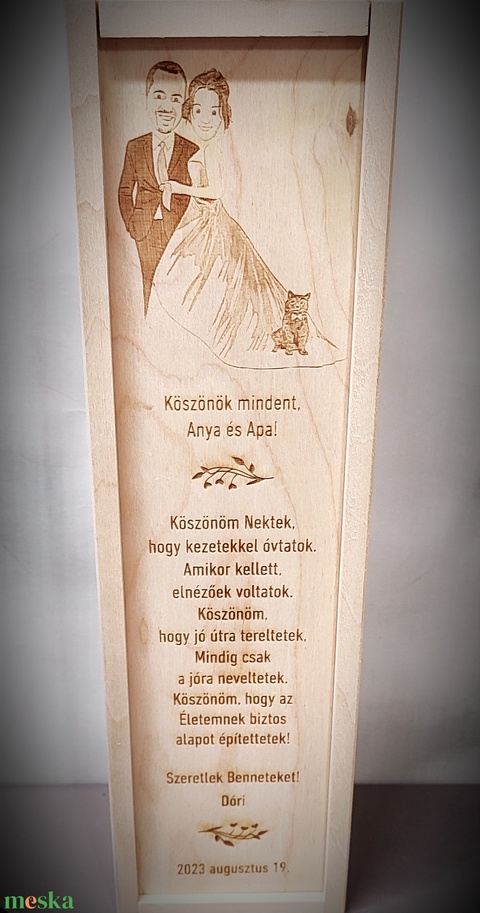 Köszönök mindent,
Anya és Apa!
Köszönöm Nektek,
hogy kezetekkel óvtatok.
Amikor kellett,
elnézőek voltatok.
Köszönöm,
hogy jó útra tereltetek,
Mindig csak
a jóra neveltetek.
Köszönöm, hogy az
Életemnek biztos
alapot építettetek!
Szeretlek Benneteket!
Dóri
2023 augusztus 19.
meska